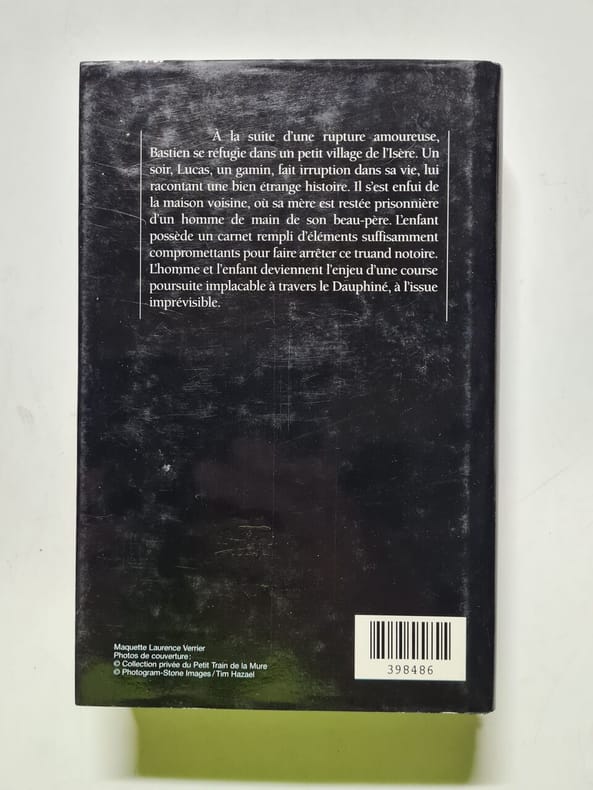 À la suite d'une rupture amoureuse,
Bastien se réfugie dans un petit village de l'Isère. Un
soir, Lucas, un gamin, fait irruption dans sa vie, lui
racontant une bien étrange histoire. Il s'est enfui de
la maison voisine, où sa mère est restée prisonnière
d'un homme de main de son beau-père. L'enfant
possède un carnet rempli d'éléments suffisamment
compromettants pour faire arrêter ce truand notoire.
L'homme et l'enfant deviennent l'enjeu d'une course
poursuite implacable à travers le Dauphiné, à l'issue
imprévisible.
Maquette Laurence Verrier
Photos de couverture :
© Collection privée du Petit Train de la Mure
© Photogram-Stone Images / Tim Hazael
398486